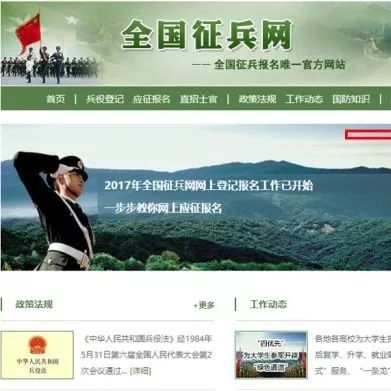 全国征兵网
—— 全国征兵报名唯一官方网站
首页 | 兵役登记 应征报名 直招士官 | 政策法规 工作动态 国防知识 |
2017年全国征兵网网上登记报名工作已开始
一步步教你网上应征报名
政策法规 +更多
中华人民共和国
兵役法
《中华人民共和国兵役法》经1984年
5月31日第六届全国人民代表大会第2
次会议通过... [详细]
工作动态
"四优先"
为大学生参军开辟
"绿色通道"
各地各高校为大学生
后复学、升学、就
式"服务、"一条龙